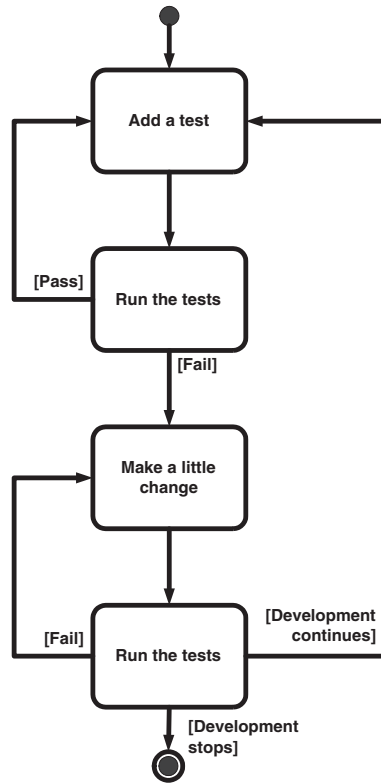 Add a test
[Pass]
Run the tests
[Fail]
Make a little
change
[Fail]
Run the tests
[Development
continues]
[Development
stops]